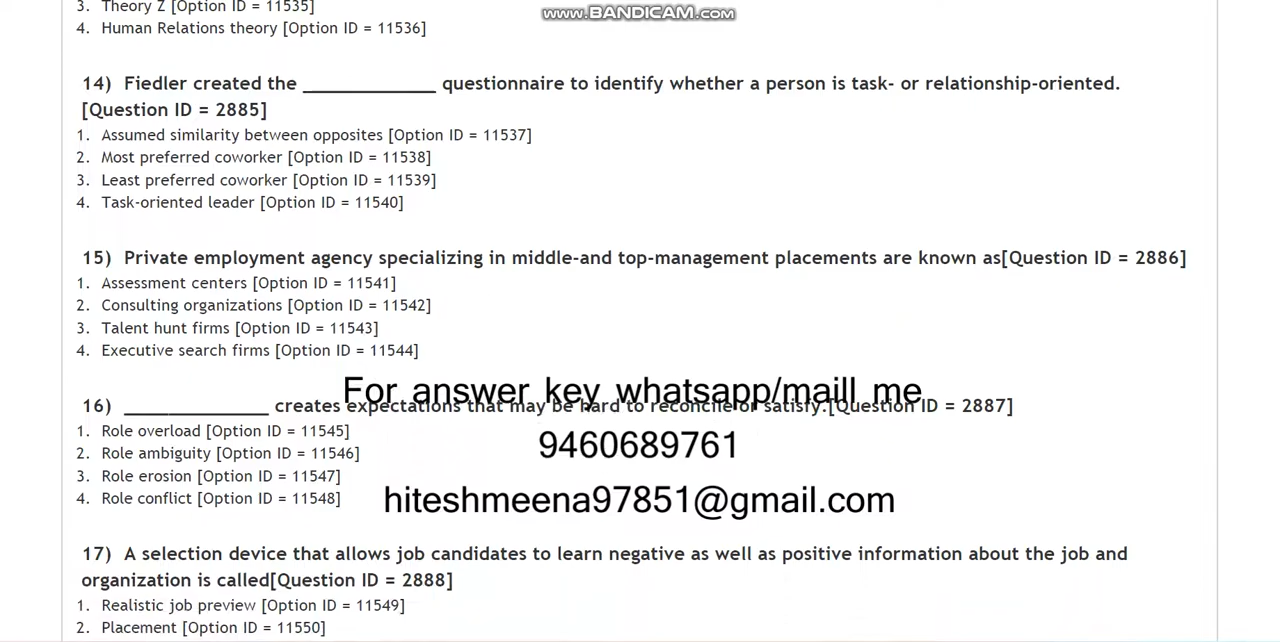 3. Theory Z [Option ID = 11535]
www.BANDICAM.com
4. Human Relations theory [Option ID = 11536]
14) Fiedler created the _____________ questionnaire to identify whether a person is task- or relationship-oriented.
[Question ID = 2885]
1. Assumed similarity between opposites [Option ID = 11537]
2. Most preferred coworker [Option ID = 11538]
3. Least preferred coworker [Option ID = 11539]
4. Task-oriented leader [Option ID = 11540]
15) Private employment agency specializing in middle-and top-management placements are known as[Question ID = 2886]
1. Assessment centers [Option ID = 11541]
2. Consulting organizations [Option ID = 11542]
3. Talent hunt firms [Option ID = 11543]
4. Executive search firms [Option ID = 11544]
For answer key whatsapp/maill me
16) ______________ creates expectations that may be hard to reconcile or satisfy.[Question ID = 2887]
1. Role overload [Option ID = 11545]
9460689761
2. Role ambiguity [Option ID = 11546]
3. Role erosion [Option ID = 11547]
4. Role conflict [Option ID = 11548]
hiteshmeena97851@gmail.com
17) A selection device that allows job candidates to learn negative as well as positive information about the job and
organization is called[Question ID = 2888]
1. Realistic job preview [Option ID = 11549]
2. Placement [Option ID = 11550]